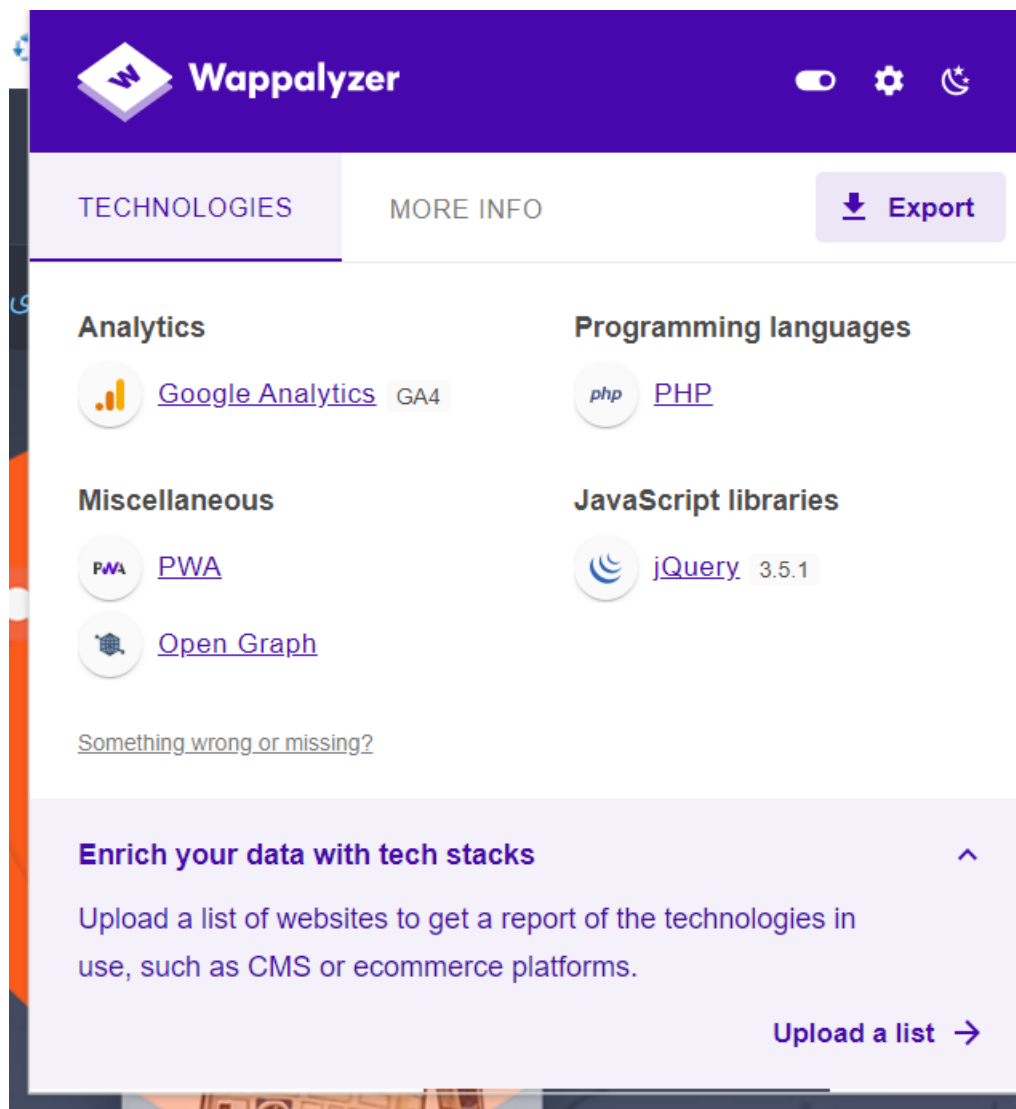 Wappalyzer
TECHNOLOGIES
MORE INFO
Export
Analytics
Google Analytics GA4
Programming languages
php PHP
Miscellaneous
PWA PWA
Open Graph
JavaScript libraries
jQuery 3.5.1
Something wrong or missing?
Enrich your data with tech stacks
Upload a list of websites to get a report of the technologies in
use, such as CMS or ecommerce platforms.
Upload a list